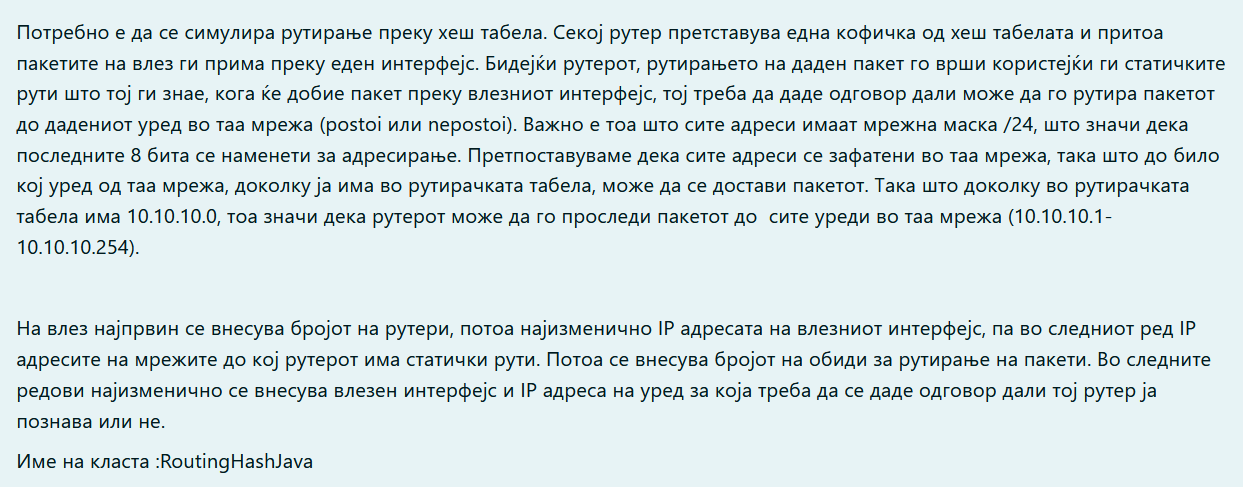 Потребно е да се симулира рутирање преку хеш табела. Секој рутер претставува една кофичка од хеш табелата и притоа
пакетите на влез ги прима преку еден интерфејс. Бидејќи рутерот, рутирањето на даден пакет го врши користејќи ги статичките
рути што тој ги знае, кога ќе добие пакет преку влезниот интерфејс, тој треба да даде одговор дали може да го рутира пакетот
до дадениот уред во таа мрежа (postoi или nepostoi). Важно е тоа што сите адреси имаат мрежна маска /24, што значи дека
последните 8 бита се наменети за адресирање. Претпоставуваме дека сите адреси се зафатени во таа мрежа, така што до било
кој уред од таа мрежа, доколку ја има во рутирачката табела, може да се достави пакетот. Така што доколку во рутирачката
табела има 10.10.10.0, тоа значи дека рутерот може да го проследи пакетот до  сите уреди во таа мрежа (10.10.10.1-
10.10.10.254).
На влез најпрвин се внесува бројот на рутери, потоа најизменично IP адресата на влезниот интерфејс, па во следниот ред IP
адресите на мрежите до кој рутерот има статички рути. Потоа се внесува бројот на обиди за рутирање на пакети. Во следните
редови најизменично се внесува влезен интерфејс и IP адреса на уред за која треба да се даде одговор дали тој рутер ја
познава или не.
Име на класта :RoutingHashJava